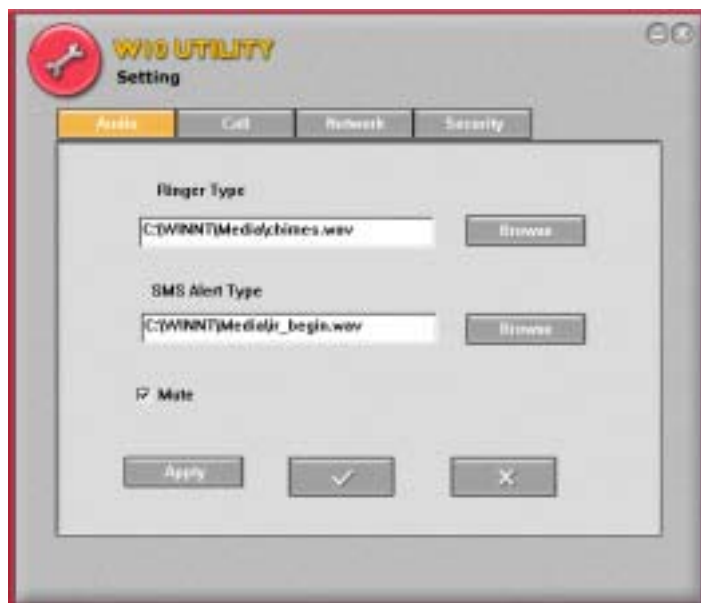 W10 UTILITY
Setting
Audio Call Network Security
Ringer Type
C:\WINNT\Media\chimes.wav Browse
SMS Alert Type
C:\WINNT\Media\ir_begin.wav Browse
Mute
Apply